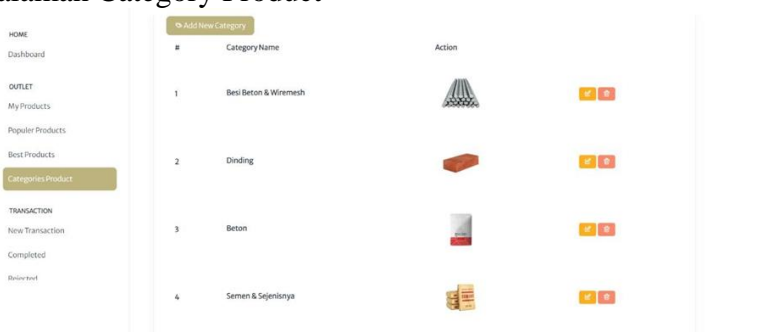 Halaman Category Product
HOME
Dashboard
OUTLET
My Products
Populer Products
Best Products
Categories Product
TRANSACTION
New Transaction
Completed
Rejected
Add New Category
# Category Name Action
1 Besi Beton & Wiremesh
2 Dinding
3 Beton
4 Semen & Sejenisnya